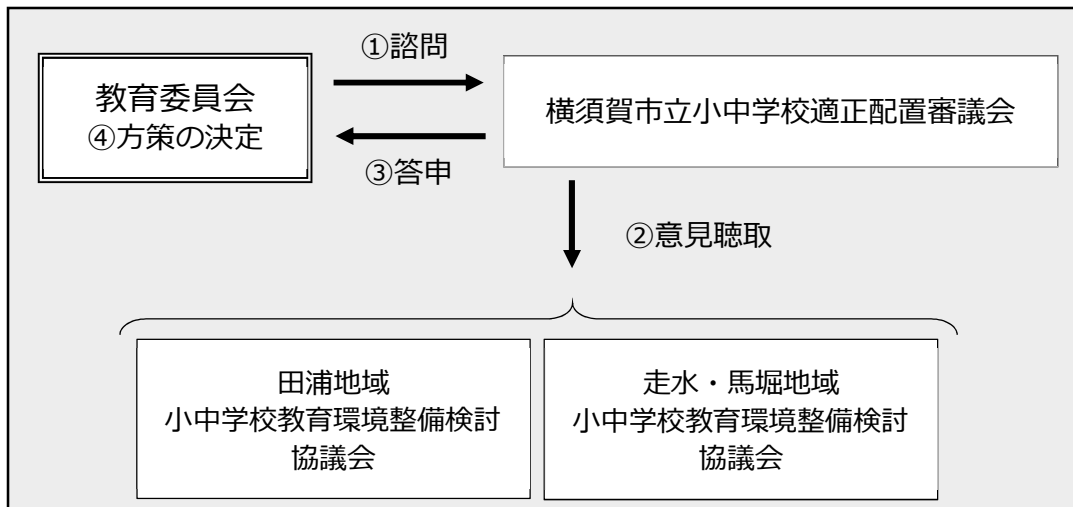 ①諮問
教育委員会
④方策の決定
横須賀市立小中学校適正配置審議会
③答申
②意見聴取
田浦地域
小中学校教育環境整備検討
協議会
走水・馬堀地域
小中学校教育環境整備検討
協議会